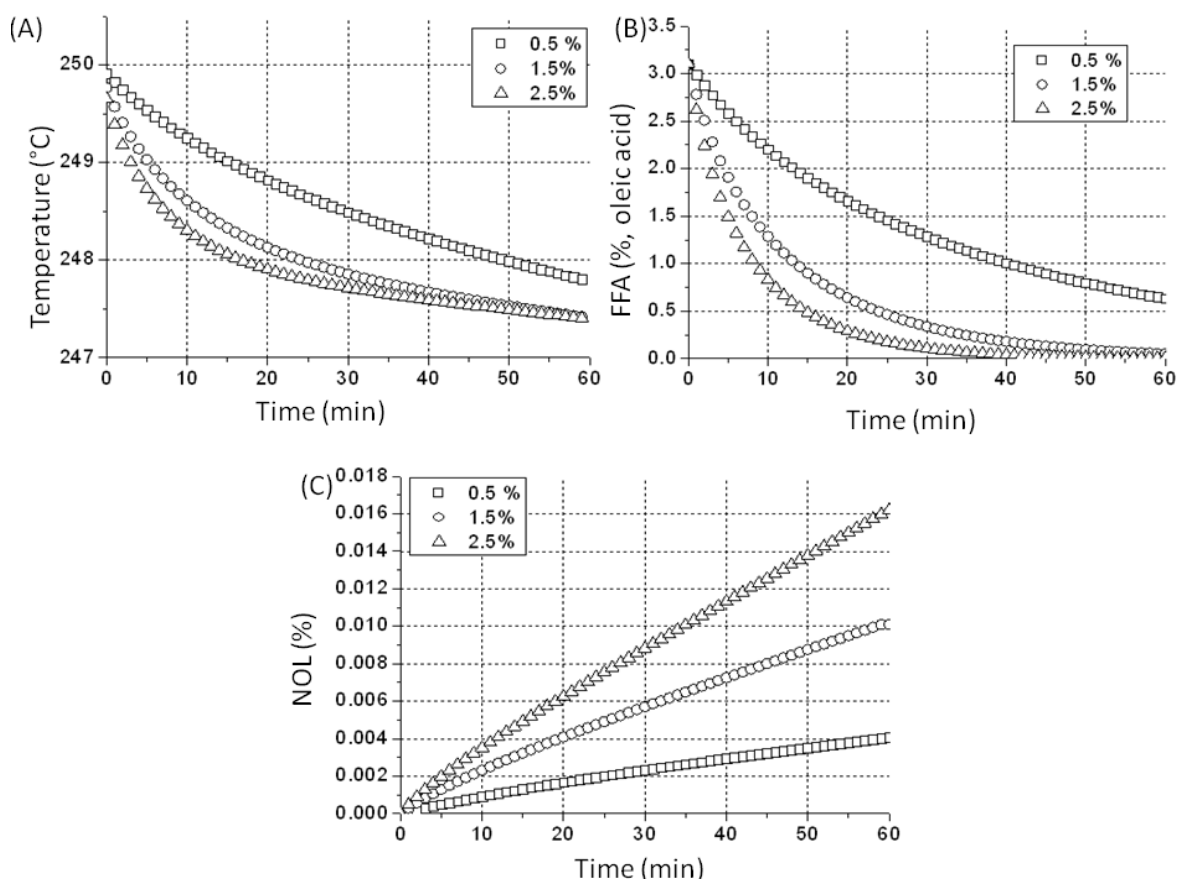 (A)
0.5 %
1.5%
2.5%
250
249
248
247
Temperature (°C)
0 10 20 30 40 50 60
Time (min)
(B)
0.5 %
1.5%
2.5%
3.5
3.0
2.5
2.0
1.5
1.0
0.5
0.0
FFA (%, oleic acid)
0 10 20 30 40 50 60
Time (min)
(C)
0.5 %
1.5%
2.5%
0.018
0.016
0.014
0.012
0.010
0.008
0.006
0.004
0.002
0.000
NOL (%)
0 10 20 30 40 50 60
Time (min)